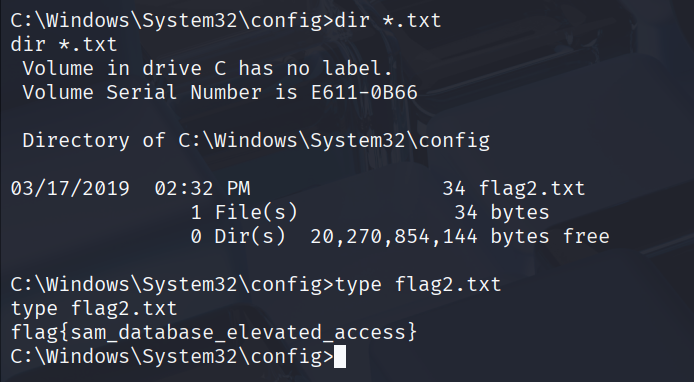 C:\Windows\System32\config>dir *.txt
dir *.txt
 Volume in drive C has no label.
 Volume Serial Number is E611-0B66

 Directory of C:\Windows\System32\config

03/17/2019  02:32 PM                34 flag2.txt
               1 File(s)             34 bytes
               0 Dir(s)  20,270,854,144 bytes free

C:\Windows\System32\config>type flag2.txt
type flag2.txt
flag{sam_database_elevated_access}
C:\Windows\System32\config>